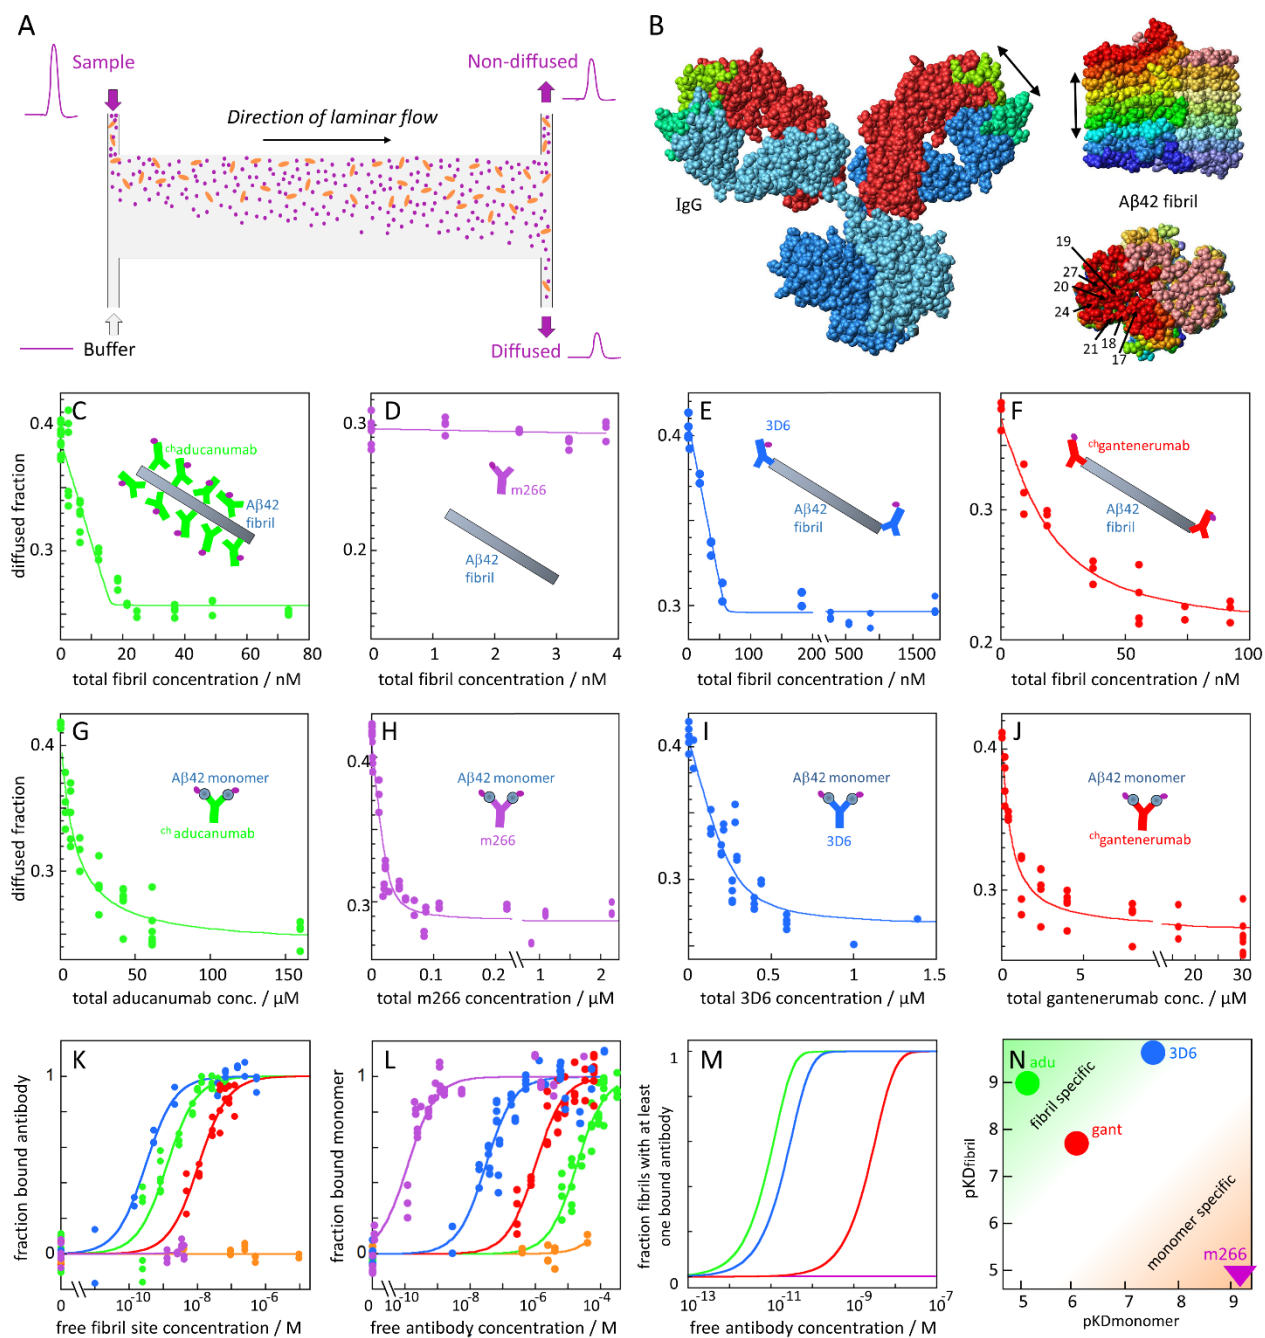 A
Sample
Non-diffused
Direction of laminar flow
Buffer
Diffused
B
IgG
Aβ42 fibril
19
27
20
24
21
18
17
C
0.4
0.3
diffused fraction
chaducanumab
Aβ42
fibril
0 20 40 60 80
total fibril concentration / nM
D
0.3
0.2
m266
Aβ42
fibril
0 1 2 3 4
total fibril concentration / nM
E
0.4
0.3
3D6
Aβ42
fibril
0 100 200 500 1500
total fibril concentration / nM
F
0.3
0.2
chgantenerumab
Aβ42
fibril
0 50 100
total fibril concentration / nM
G
0.4
0.3
diffused fraction
Aβ42 monomer
ch aducanumab
0 50 100 150
total aducanumab conc. / µM
H
0.4
0.3
Aβ42 monomer
m266
0 0.1 0.2 1 2
total m266 concentration / µM
I
0.4
0.3
Aβ42 monomer
3D6
0 0.5 1 1.5
total 3D6 concentration / µM
J
0.4
0.3
Aβ42 monomer
chgantenerumab
0 5 20 30
total gantenerumab conc. / µM
K
1
0
fraction bound antibody
0 10-10 10-8 10-6
free fibril site concentration / M
L
1
0
fraction bound monomer
0 10-10 10-8 10-6 10-4
free antibody concentration / M
M
1
0
fraction fibrils with at least
one bound antibody
10-13 10-11 10-9 10-7
free antibody concentration / M
N
9
8
7
6
5
pKDfibril
adu
3D6
gant
m266
fibril specific
monomer specific
5 6 7 8 9
pKDmonomer